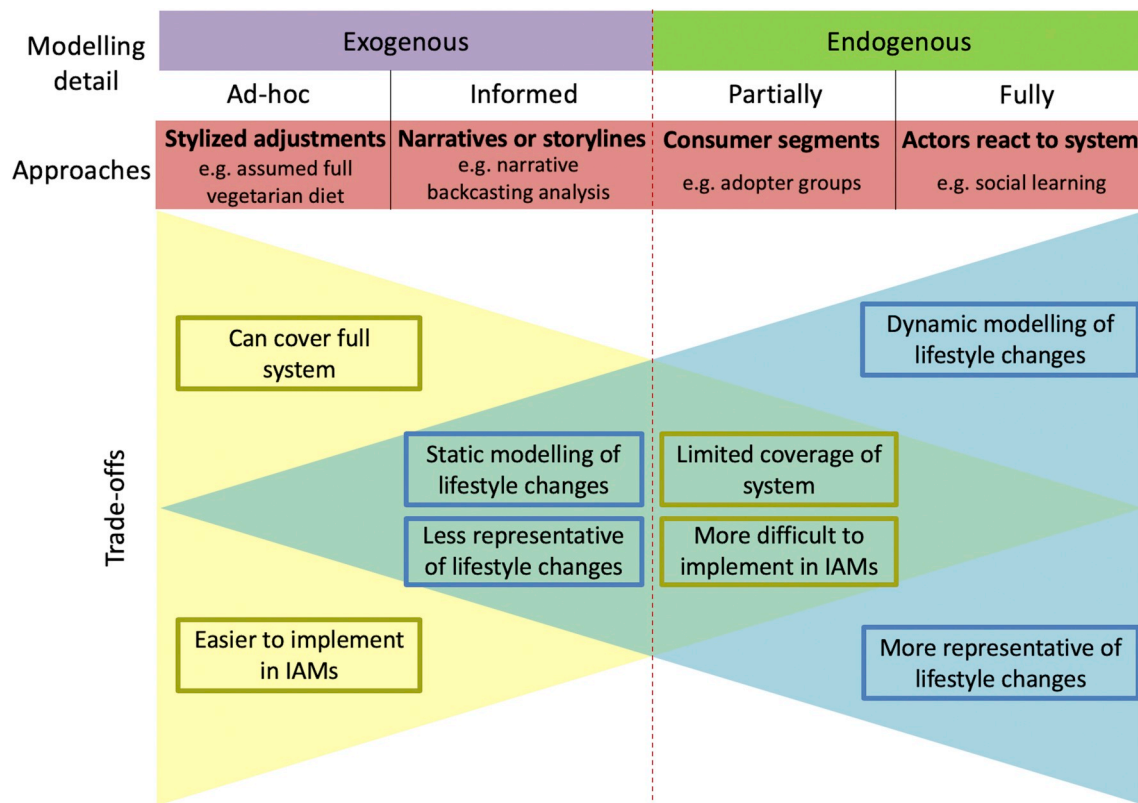 Modelling
detail
Exogenous
Endogenous
Ad-hoc
Informed
Partially
Fully
Approaches
Stylized adjustments
e.g. assumed full
vegetarian diet
Narratives or storylines
e.g. narrative
backcasting analysis
Consumer segments
e.g. adopter groups
Actors react to system
e.g. social learning
Trade-offs
Can cover full
system
Dynamic modelling of
lifestyle changes
Static modelling of
lifestyle changes
Limited coverage of
system
Less representative
of lifestyle changes
More difficult to
implement in IAMs
Easier to implement
in IAMs
More representative of
lifestyle changes